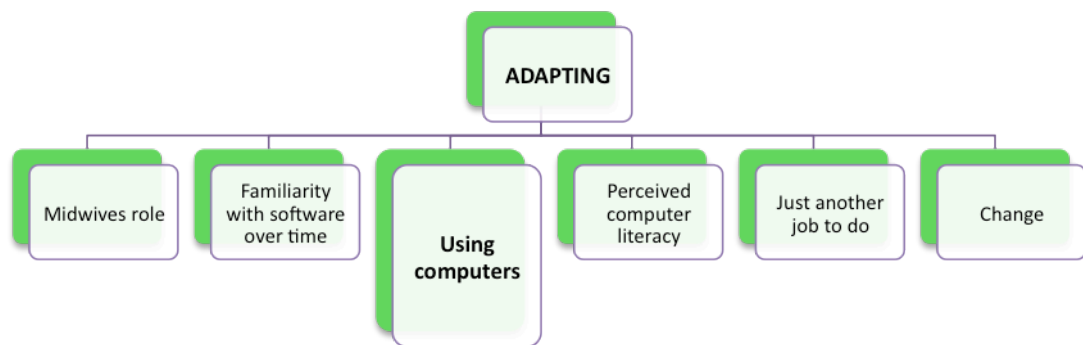 ADAPTING
Midwives role
Familiarity
with software
over time
Using
computers
Perceived
computer
literacy
Just another
job to do
Change